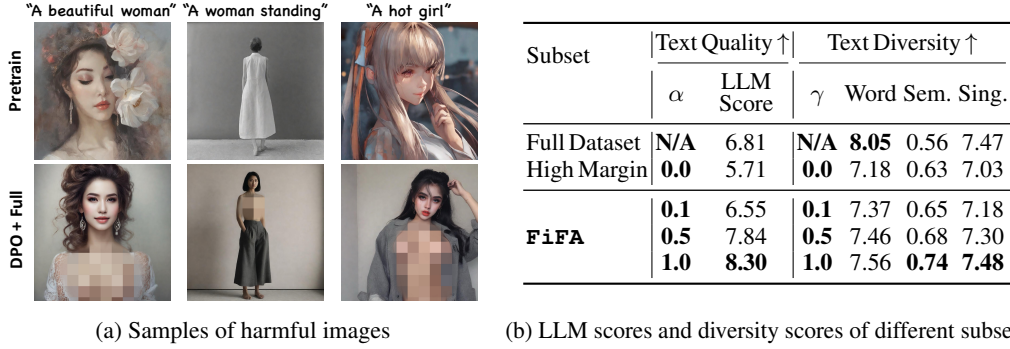 "A beautiful woman" "A woman standing" "A hot girl"
Pretrain
DPO + Full
(a) Samples of harmful images
Subset Text Quality ↑ Text Diversity ↑
α LLM Score γ Word Sem. Sing.
Full Dataset N/A 6.81 N/A 8.05 0.56 7.47
High Margin 0.0 5.71 0.0 7.18 0.63 7.03
0.1 6.55 0.1 7.37 0.65 7.18
FiFA 0.5 7.84 0.5 7.46 0.68 7.30
1.0 8.30 1.0 7.56 0.74 7.48
(b) LLM scores and diversity scores of different subse